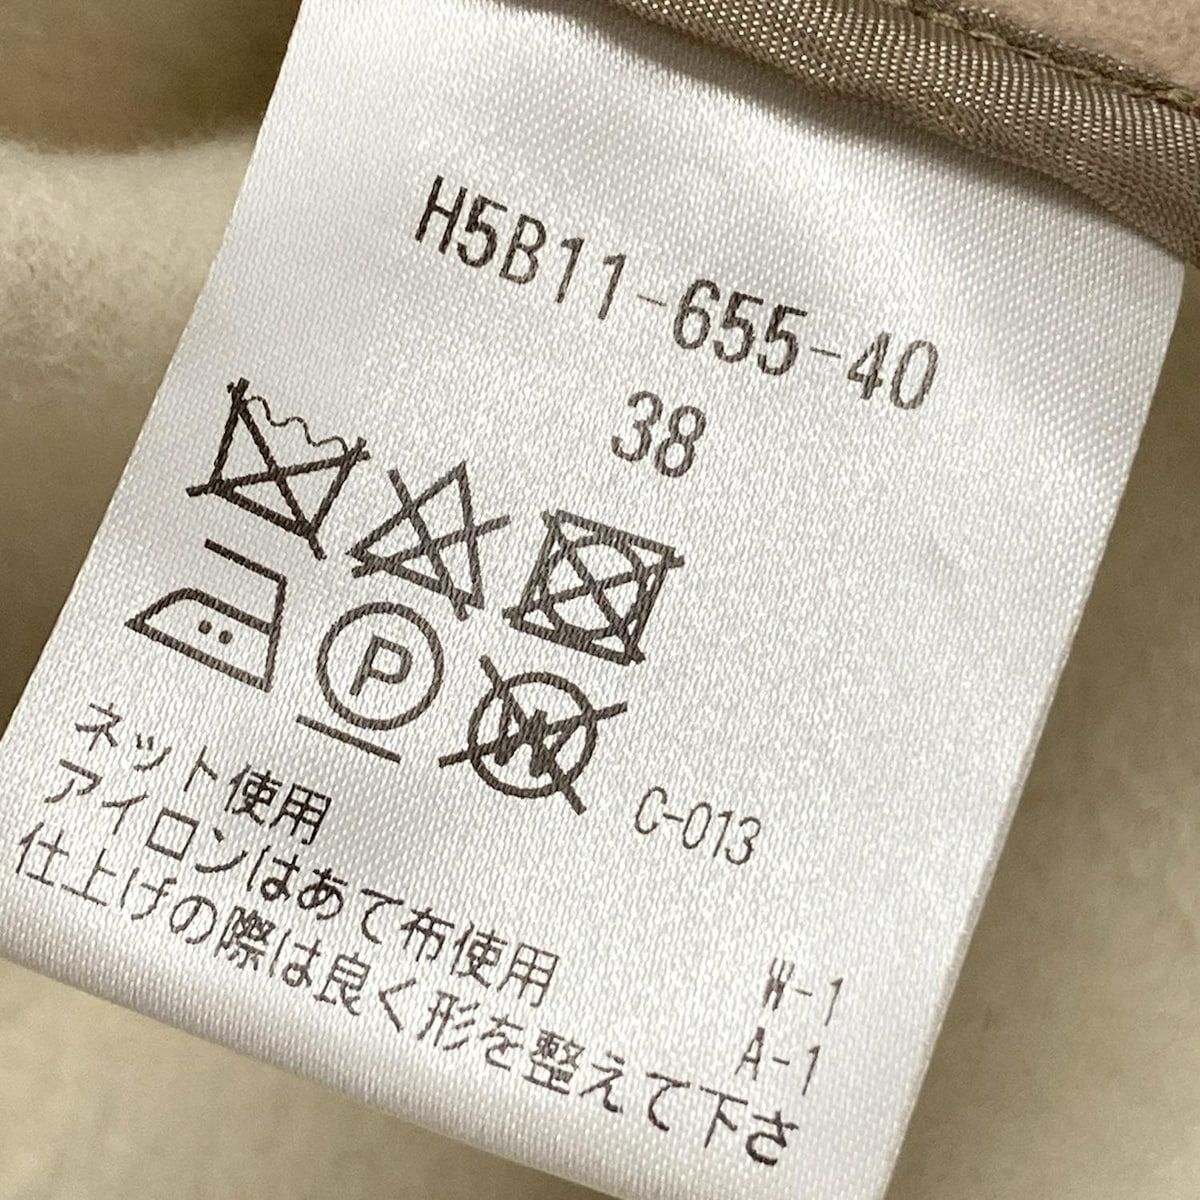 H5B11-655-40
38
P
W
C-013
ネット使用
アイロンはあて布使用
仕上げの際は良く形を整えて下さ
W-1
A-1